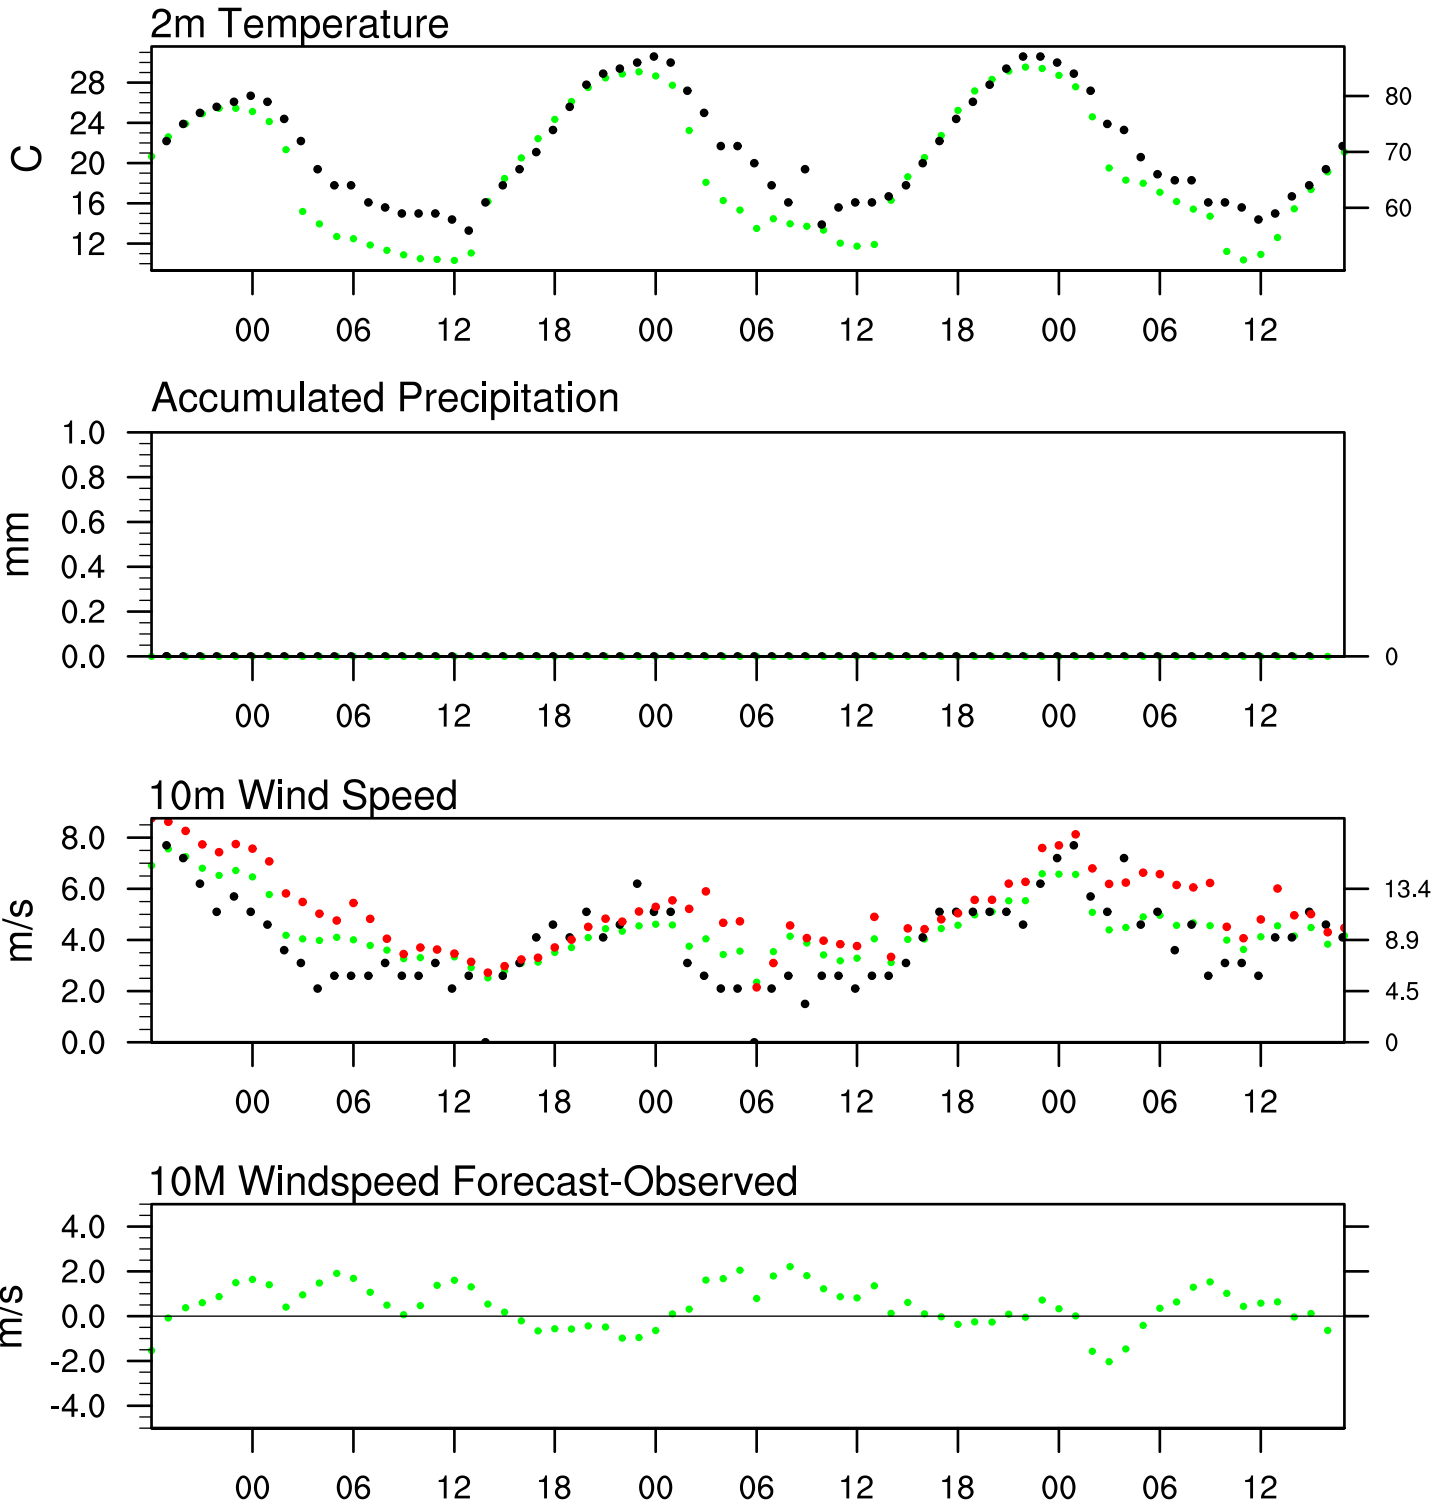 2m Temperature
28
24
20
16
12
C
80
70
60
00 06 12 18 00 06 12 18 00 06 12
Accumulated Precipitation
1.0
0.8
0.6
0.4
0.2
0.0
mm
0
00 06 12 18 00 06 12 18 00 06 12
10m Wind Speed
8.0
6.0
4.0
2.0
0.0
m/s
13.4
8.9
4.5
0
00 06 12 18 00 06 12 18 00 06 12
10M Windspeed Forecast-Observed
4.0
2.0
0.0
-2.0
-4.0
m/s
00 06 12 18 00 06 12 18 00 06 12